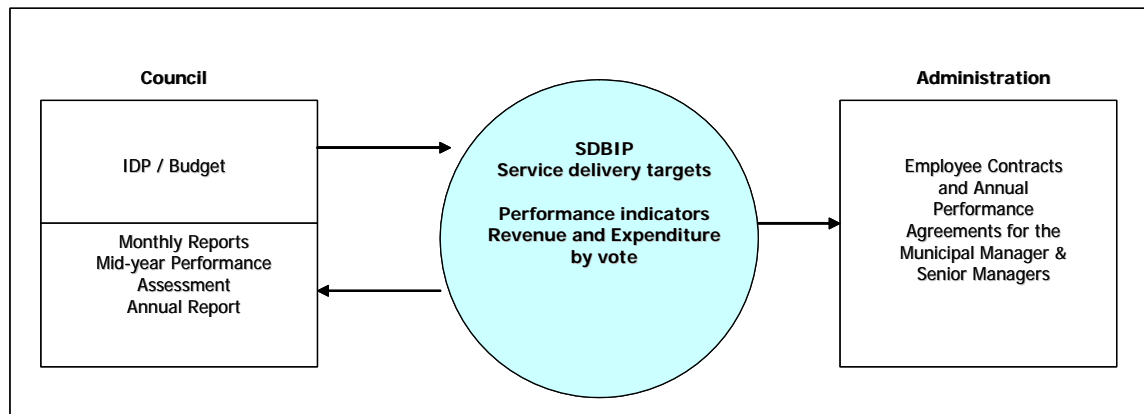 Council
IDP / Budget
Monthly Reports
Mid-year Performance
Assessment
Annual Report
SDBIP
Service delivery targets
Performance indicators
Revenue and Expenditure
by vote
Administration
Employee Contracts
and Annual
Performance
Agreements for the
Municipal Manager &
Senior Managers